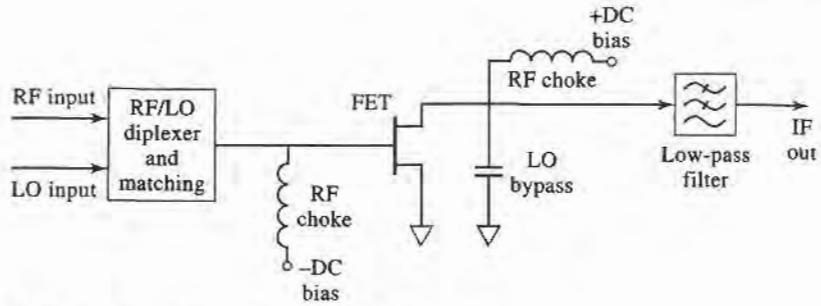 +DC
bias
RF choke
RF input
RF/LO
diplexer
and
matching
LO input
FET
RF
choke
–DC
bias
LO
bypass
Low-pass
filter
IF
out